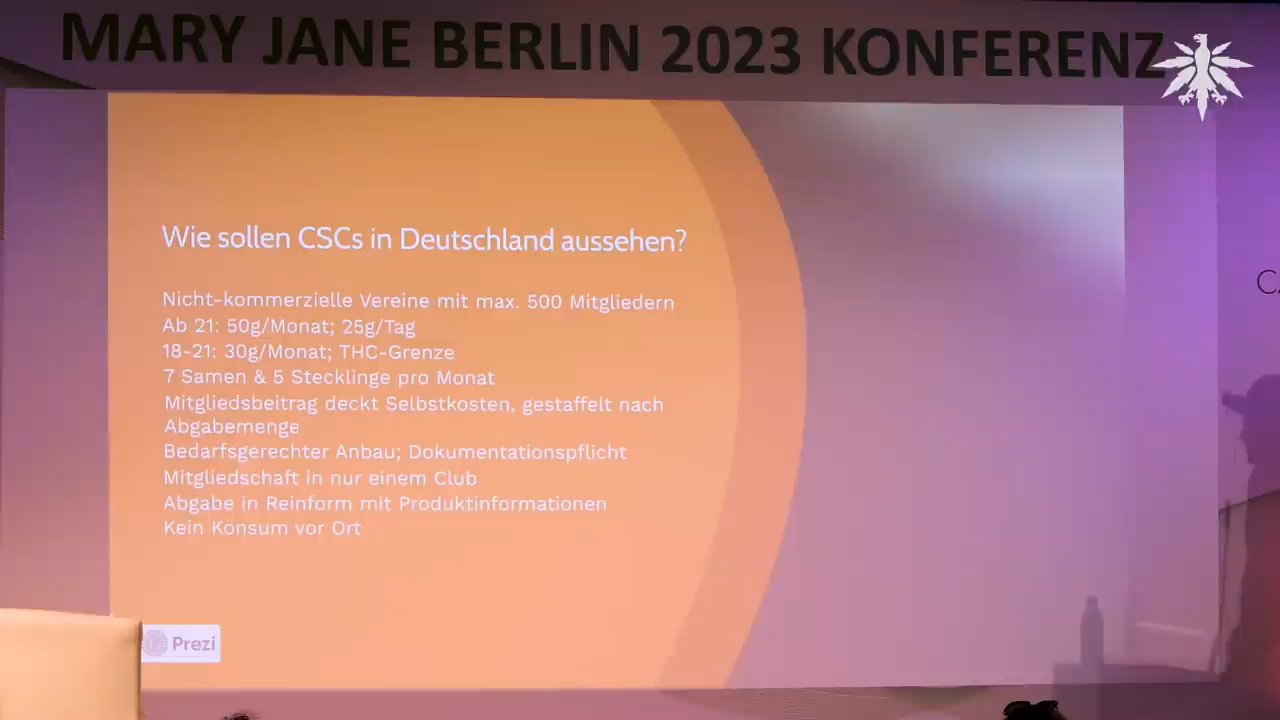 MARY JANE BERLIN 2023 KONFERENZ
Wie sollen CSCs in Deutschland aussehen?
Nicht-kommerzielle Vereine mit max. 500 Mitgliedern
Ab 21: 50g/Monat; 25g/Tag
18-21: 30g/Monat; THC-Grenze
7 Samen & 5 Stecklinge pro Monat
Mitgliedsbeitrag deckt Selbstkosten, gestaffelt nach
Abgabemenge
Bedarfsgerechter Anbau; Dokumentationspflicht
Mitgliedschaft in nur einem Club
Abgabe in Reinform mit Produktinformationen
Kein Konsum vor Ort
Prezi